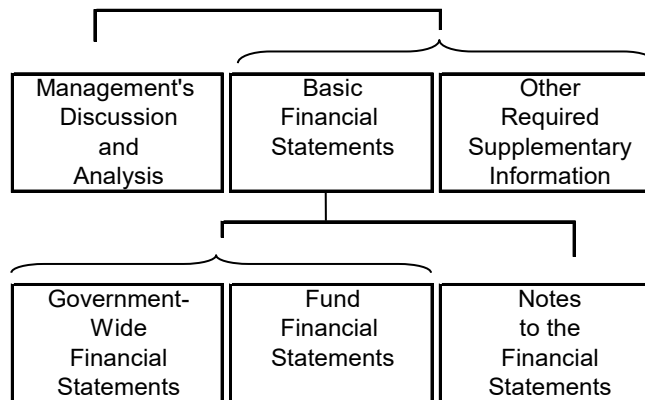 Management's
Discussion
and
Analysis
Basic
Financial
Statements
Other
Required
Supplementary
Information
Government-
Wide
Financial
Statements
Fund
Financial
Statements
Notes
to the
Financial
Statements